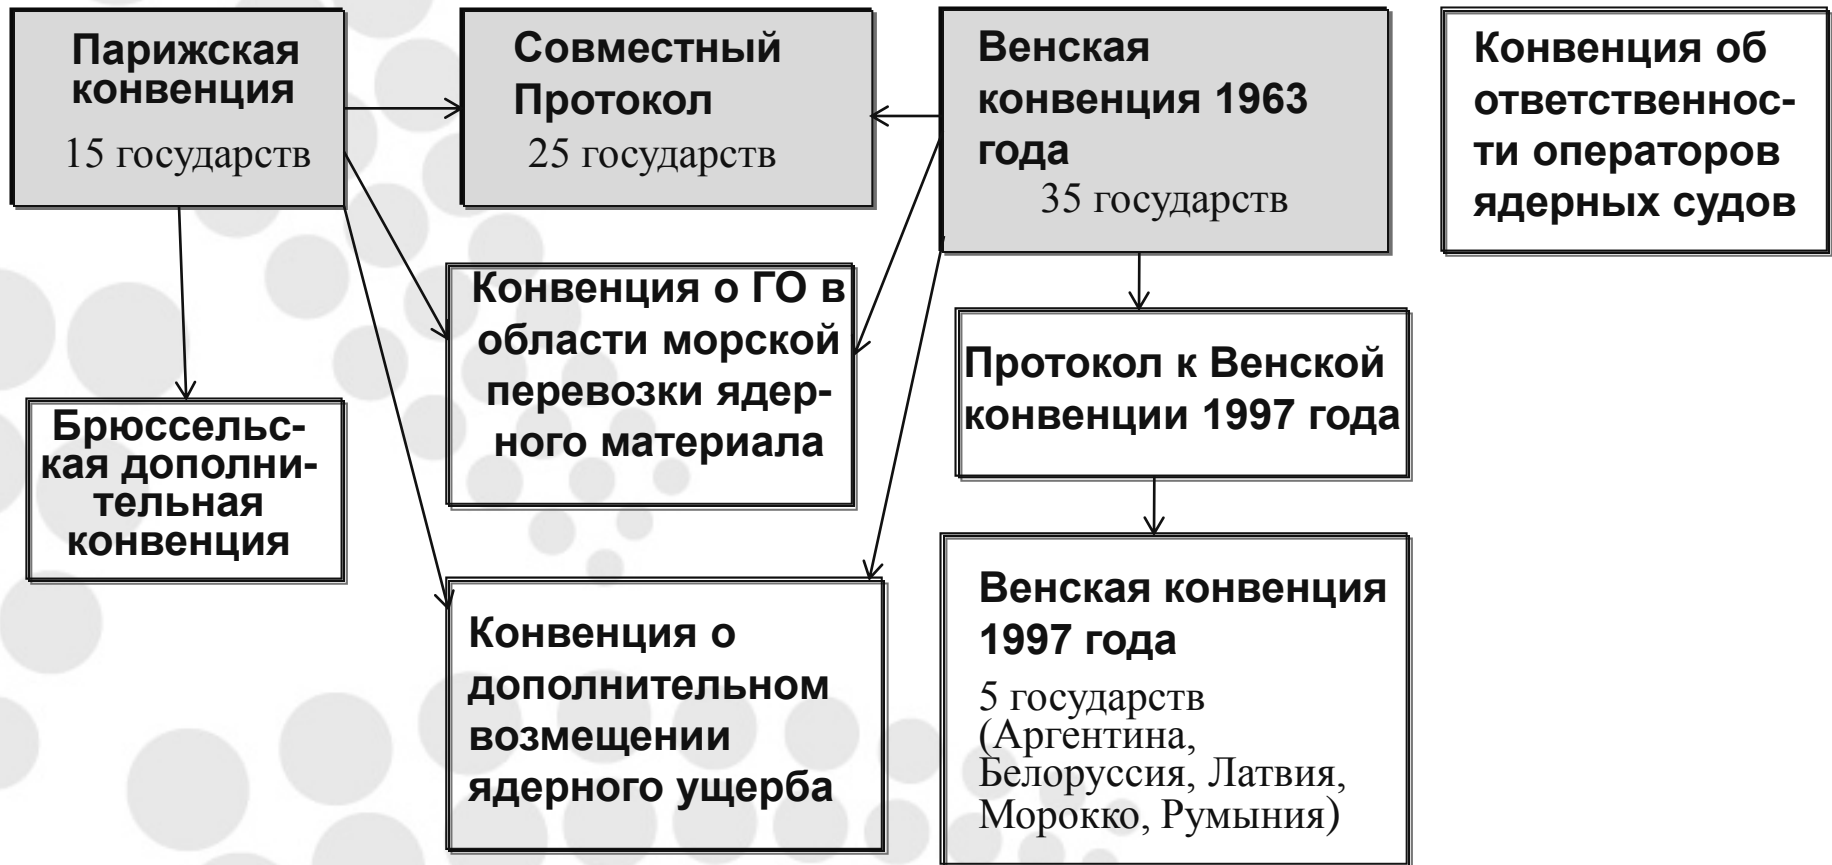 Парижская
конвенция
15 государств
Совместный
Протокол
25 государств
Венская
конвенция 1963
года
35 государств
Конвенция об
ответственнос-
ти операторов
ядерных судов
Конвенция о ГО в
области морской
перевозки ядер-
ного материала
Протокол к Венской
конвенции 1997 года
Брюссельс-
кая дополни-
тельная
конвенция
Конвенция о
дополнительном
возмещении
ядерного ущерба
Венская конвенция
1997 года
5 государств
(Аргентина,
Белоруссия, Латвия,
Морокко, Румыния)